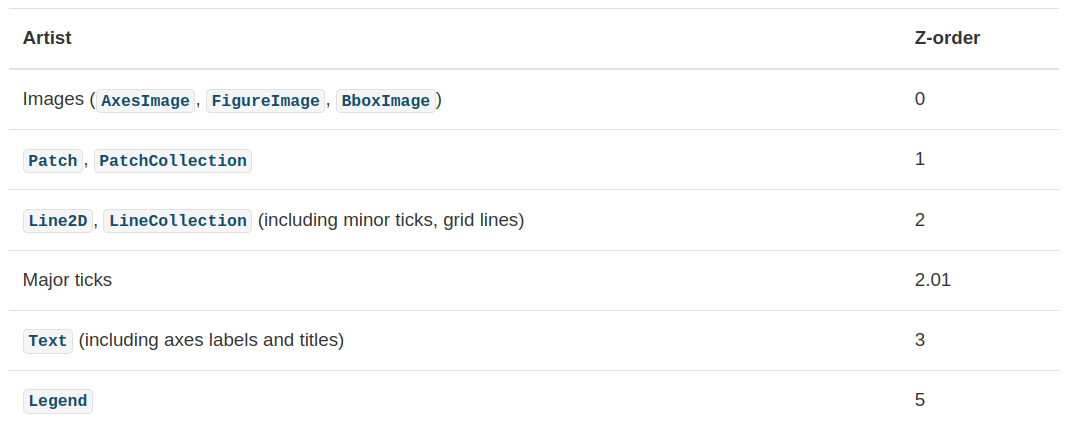 Artist Z-order
Images (AxesImage, FigureImage, BboxImage) 0
Patch, PatchCollection 1
Line2D, LineCollection (including minor ticks, grid lines) 2
Major ticks 2.01
Text (including axes labels and titles) 3
Legend 5